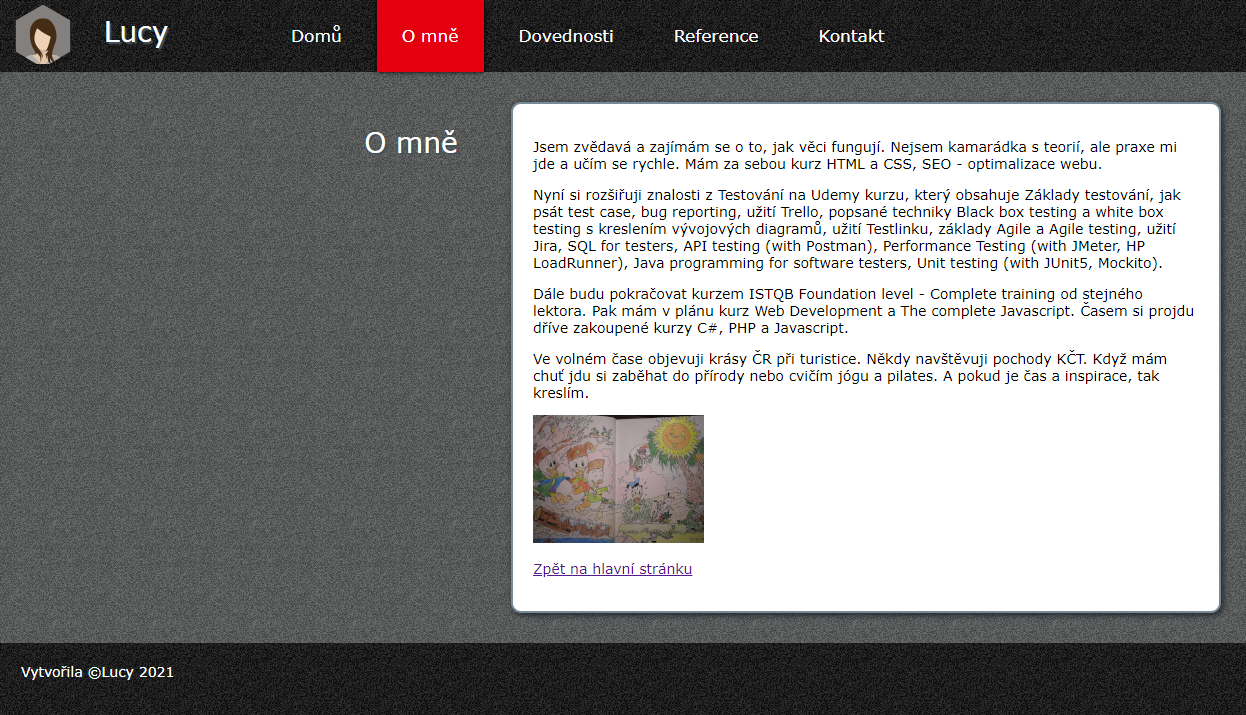 Lucy
Domů
O mně
Dovednosti
Reference
Kontakt
O mně
Jsem zvědavá a zajímám se o to, jak věci fungují. Nejsem kamarádka s teorií, ale praxe mi
jde a učím se rychle. Mám za sebou kurz HTML a CSS, SEO - optimalizace webu.
Nyní si rozšiřuji znalosti z Testování na Udemy kurzu, který obsahuje Základy testování, jak
psát test case, bug reporting, užití Trello, popsané techniky Black box testing a white box
testing s kreslením vývojových diagramů, užití Testlinku, základy Agile a Agile testing, užití
Jira, SQL for testers, API testing (with Postman), Performance Testing (with JMeter, HP
LoadRunner), Java programming for software testers, Unit testing (with JUnit5, Mockito).
Dále budu pokračovat kurzem ISTQB Foundation level - Complete training od stejného
lektora. Pak mám v plánu kurz Web Development a The complete Javascript. Časem si projdu
dříve zakoupené kurzy C#, PHP a Javascript.
Ve volném čase objevuji krásy ČR při turistice. Někdy navštěvuji pochody KČT. Když mám
chuť jdu si zaběhat do přírody nebo cvičím jógu a pilates. A pokud je čas a inspirace, tak
kreslím.
Zpět na hlavní stránku
Vytvořila ©Lucy 2021